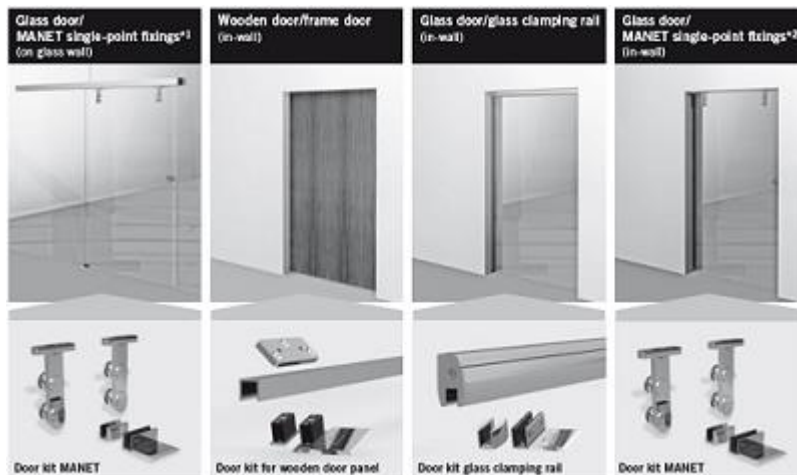 Glass door/
MANET single-point fixings*1
(on glass wall)
Wooden door/frame door
(in-wall)
Glass door/glass clamping rail
(in-wall)
Glass door/
MANET single-point fixings*2
(in-wall)
Door kit MANET
Door kit for wooden door panel
Door kit glass clamping rail
Door kit MANET